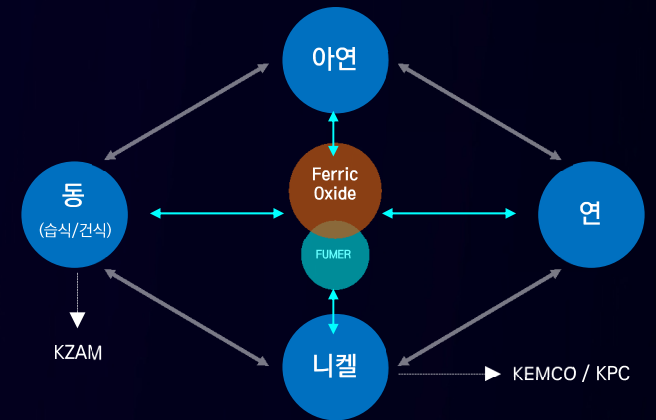 아연
Ferric
Oxide
동
(습식/건식)
연
FUMER
KZAM
니켈
KEMCO / KPC